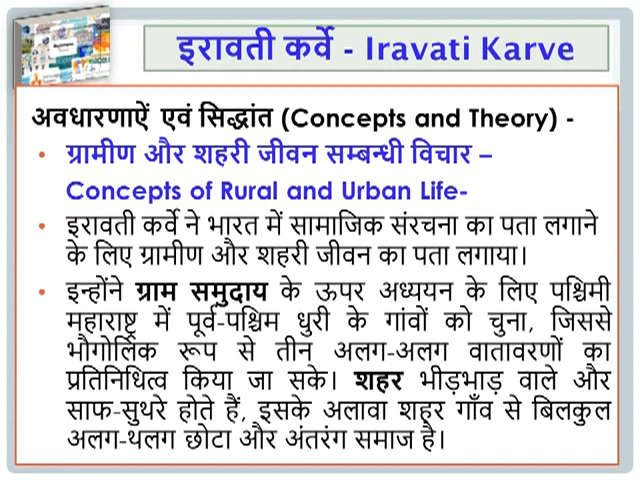 इरावती कर्वे - Iravati Karve
अवधारणाऐं एवं सिद्धांत (Concepts and Theory) -
• ग्रामीण और शहरी जीवन सम्बन्धी विचार –
Concepts of Rural and Urban Life-
• इरावती कर्वे ने भारत में सामाजिक संरचना का पता लगाने
के लिए ग्रामीण और शहरी जीवन का पता लगाया।
• इन्होंने ग्राम समुदाय के ऊपर अध्ययन के लिए पश्चिमी
महाराष्ट्र में पूर्व-पश्चिम धुरी के गांवों को चुना, जिससे
भौगोलिक रूप से तीन अलग-अलग वातावरणों का
प्रतिनिधित्व किया जा सके। शहर भीड़भाड़ वाले और
साफ-सुथरे होते हैं, इसके अलावा शहर गाँव से बिलकुल
अलग-थलग छोटा और अंतरंग समाज है।